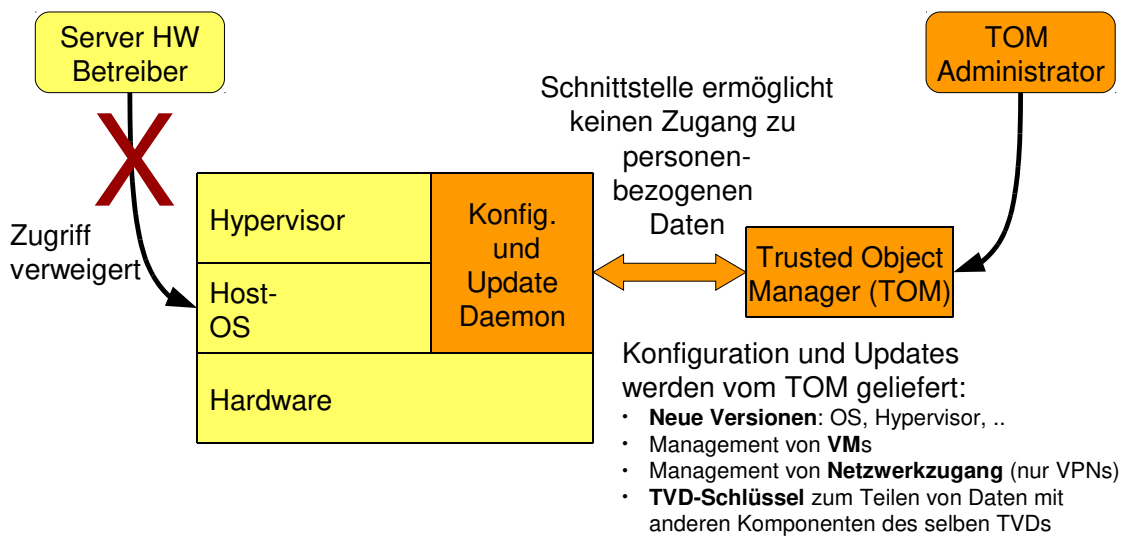 Server HW
Betreiber
TOM
Administrator
Schnittstelle ermöglicht
keinen Zugang zu
personen-
bezogenen
Daten
X
Zugriff
verweigert
Hypervisor
Host-
OS
Hardware
Konfig.
und
Update
Daemon
Trusted Object
Manager (TOM)
Konfiguration und Updates
werden vom TOM geliefert:
• Neue Versionen: OS, Hypervisor, ..
• Management von VMs
• Management von Netzwerkzugang (nur VPNs)
• TVD-Schlüssel zum Teilen von Daten mit
anderen Komponenten des selben TVDs